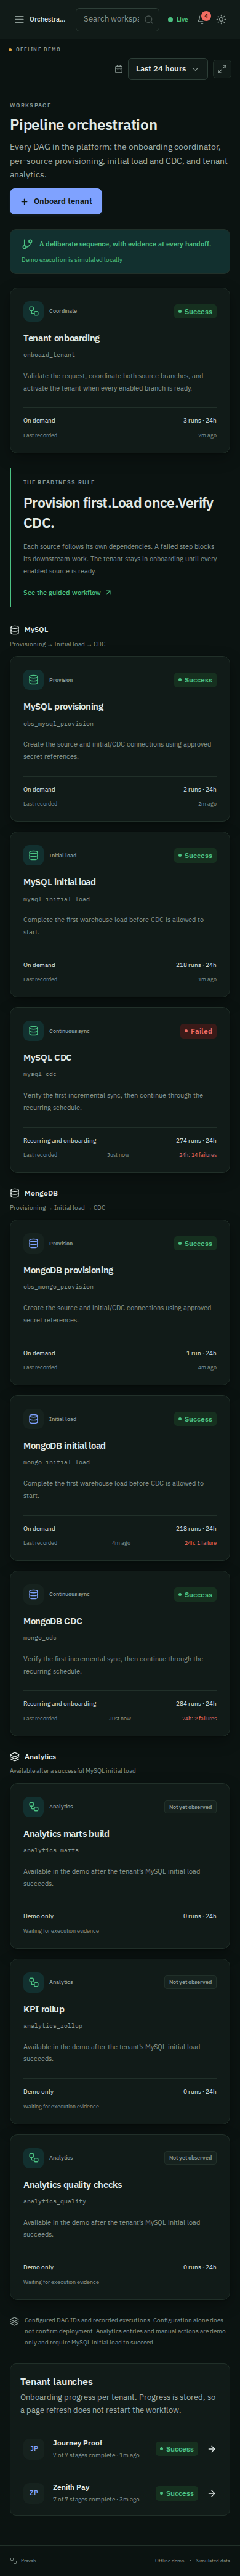 Orchestra...
Search worksp
Live
4
OFFLINE DEMO
Last 24 hours
WORKSPACE
Pipeline orchestration
Every DAG in the platform: the onboarding coordinator,
per-source provisioning, initial load and CDC, and tenant
analytics.
+ Onboard tenant
A deliberate sequence, with evidence at every handoff.
Demo execution is simulated locally
Coordinate
Success
Tenant onboarding
onboard_tenant
Validate the request, coordinate both source branches, and
activate the tenant when every enabled branch is ready.
On demand
3 runs · 24h
Last recorded
2m ago
THE READINESS RULE
Provision first.Load once.Verify
CDC.
Each source follows its own dependencies. A failed step blocks
its downstream work. The tenant stays in onboarding until every
enabled source is ready.
See the guided workflow
MySQL
Provisioning → Initial load → CDC
Provision
Success
MySQL provisioning
obs_mysql_provision
Create the source and initial/CDC connections using approved
secret references.
On demand
2 runs · 24h
Last recorded
2m ago
Initial load
Success
MySQL initial load
mysql_initial_load
Complete the first warehouse load before CDC is allowed to
start.
On demand
218 runs · 24h
Last recorded
1m ago
Continuous sync
Failed
MySQL CDC
mysql_cdc
Verify the first incremental sync, then continue through the
recurring schedule.
Recurring and onboarding
274 runs · 24h
Last recorded
Just now
24h: 14 failures
MongoDB
Provisioning → Initial load → CDC
Provision
Success
MongoDB provisioning
obs_mongo_provision
Create the source and initial/CDC connections using approved
secret references.
On demand
1 run · 24h
Last recorded
4m ago
Initial load
Success
MongoDB initial load
mongo_initial_load
Complete the first warehouse load before CDC is allowed to
start.
On demand
218 runs · 24h
Last recorded
4m ago
24h: 1 failure
Continuous sync
Success
MongoDB CDC
mongo_cdc
Verify the first incremental sync, then continue through the
recurring schedule.
Recurring and onboarding
284 runs · 24h
Last recorded
Just now
24h: 2 failures
Analytics
Available after a successful MySQL initial load
Analytics
Not yet observed
Analytics marts build
analytics_marts
Available in the demo after the tenant's MySQL initial load
succeeds.
Demo only
0 runs · 24h
Waiting for execution evidence
Analytics
Not yet observed
KPI rollup
analytics_rollup
Available in the demo after the tenant's MySQL initial load
succeeds.
Demo only
0 runs · 24h
Waiting for execution evidence
Analytics
Not yet observed
Analytics quality checks
analytics_quality
Available in the demo after the tenant's MySQL initial load
succeeds.
Demo only
0 runs · 24h
Waiting for execution evidence
Configured DAG IDs and recorded executions. Configuration alone does
not confirm deployment. Analytics entries and manual actions are demo-
only and require MySQL initial load to succeed.
Tenant launches
Onboarding progress per tenant. Progress is stored, so
a page refresh does not restart the workflow.
JP
Journey Proof
7 of 7 stages complete · 1m ago
Success
ZP
Zenith Pay
7 of 7 stages complete · 3m ago
Success
Pravah
Offline demo • Simulated data